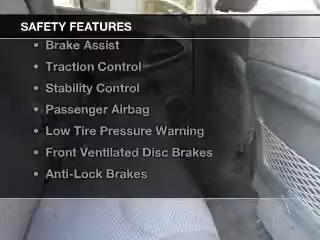 SAFETY FEATURES
• Brake Assist
• Traction Control
• Stability Control
• Passenger Airbag
• Low Tire Pressure Warning
• Front Ventilated Disc Brakes
• Anti-Lock Brakes